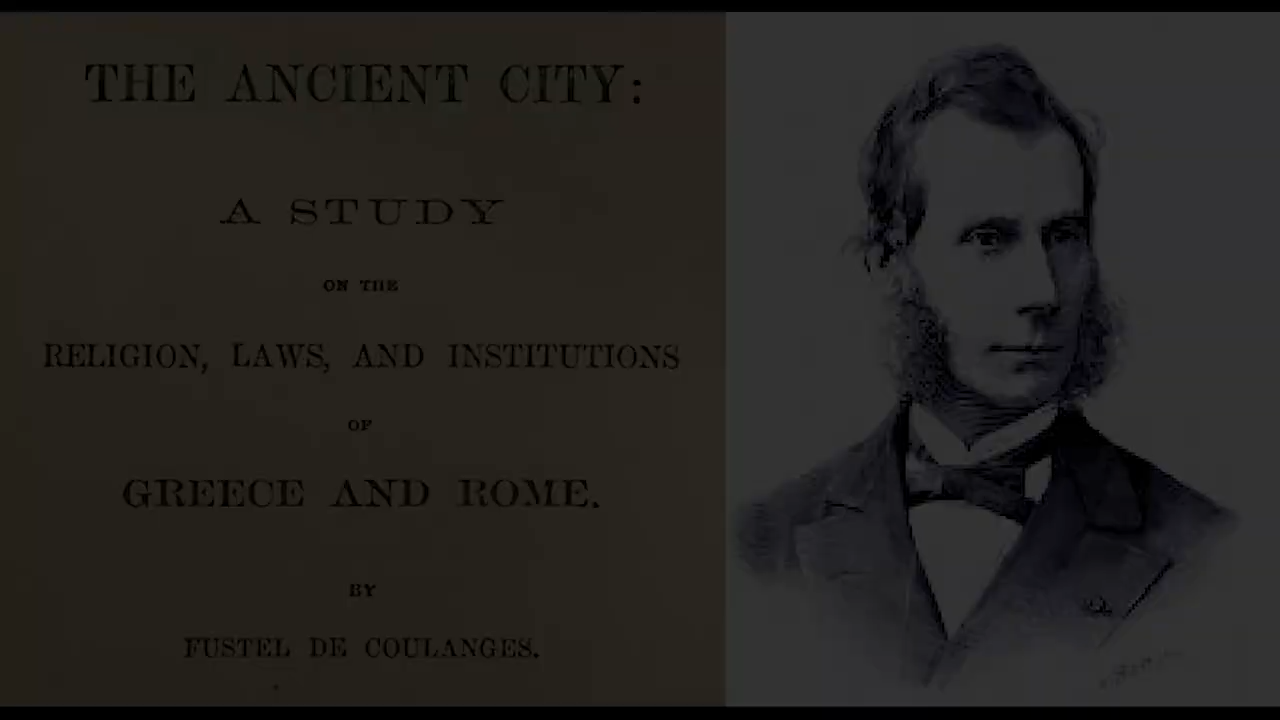 THE ANCIENT CITY:
A STUDY
ON THE
RELIGION, LAWS, AND INSTITUTIONS
OF
GREECE AND ROME.
BY
FUSTEL DE COULANGES.